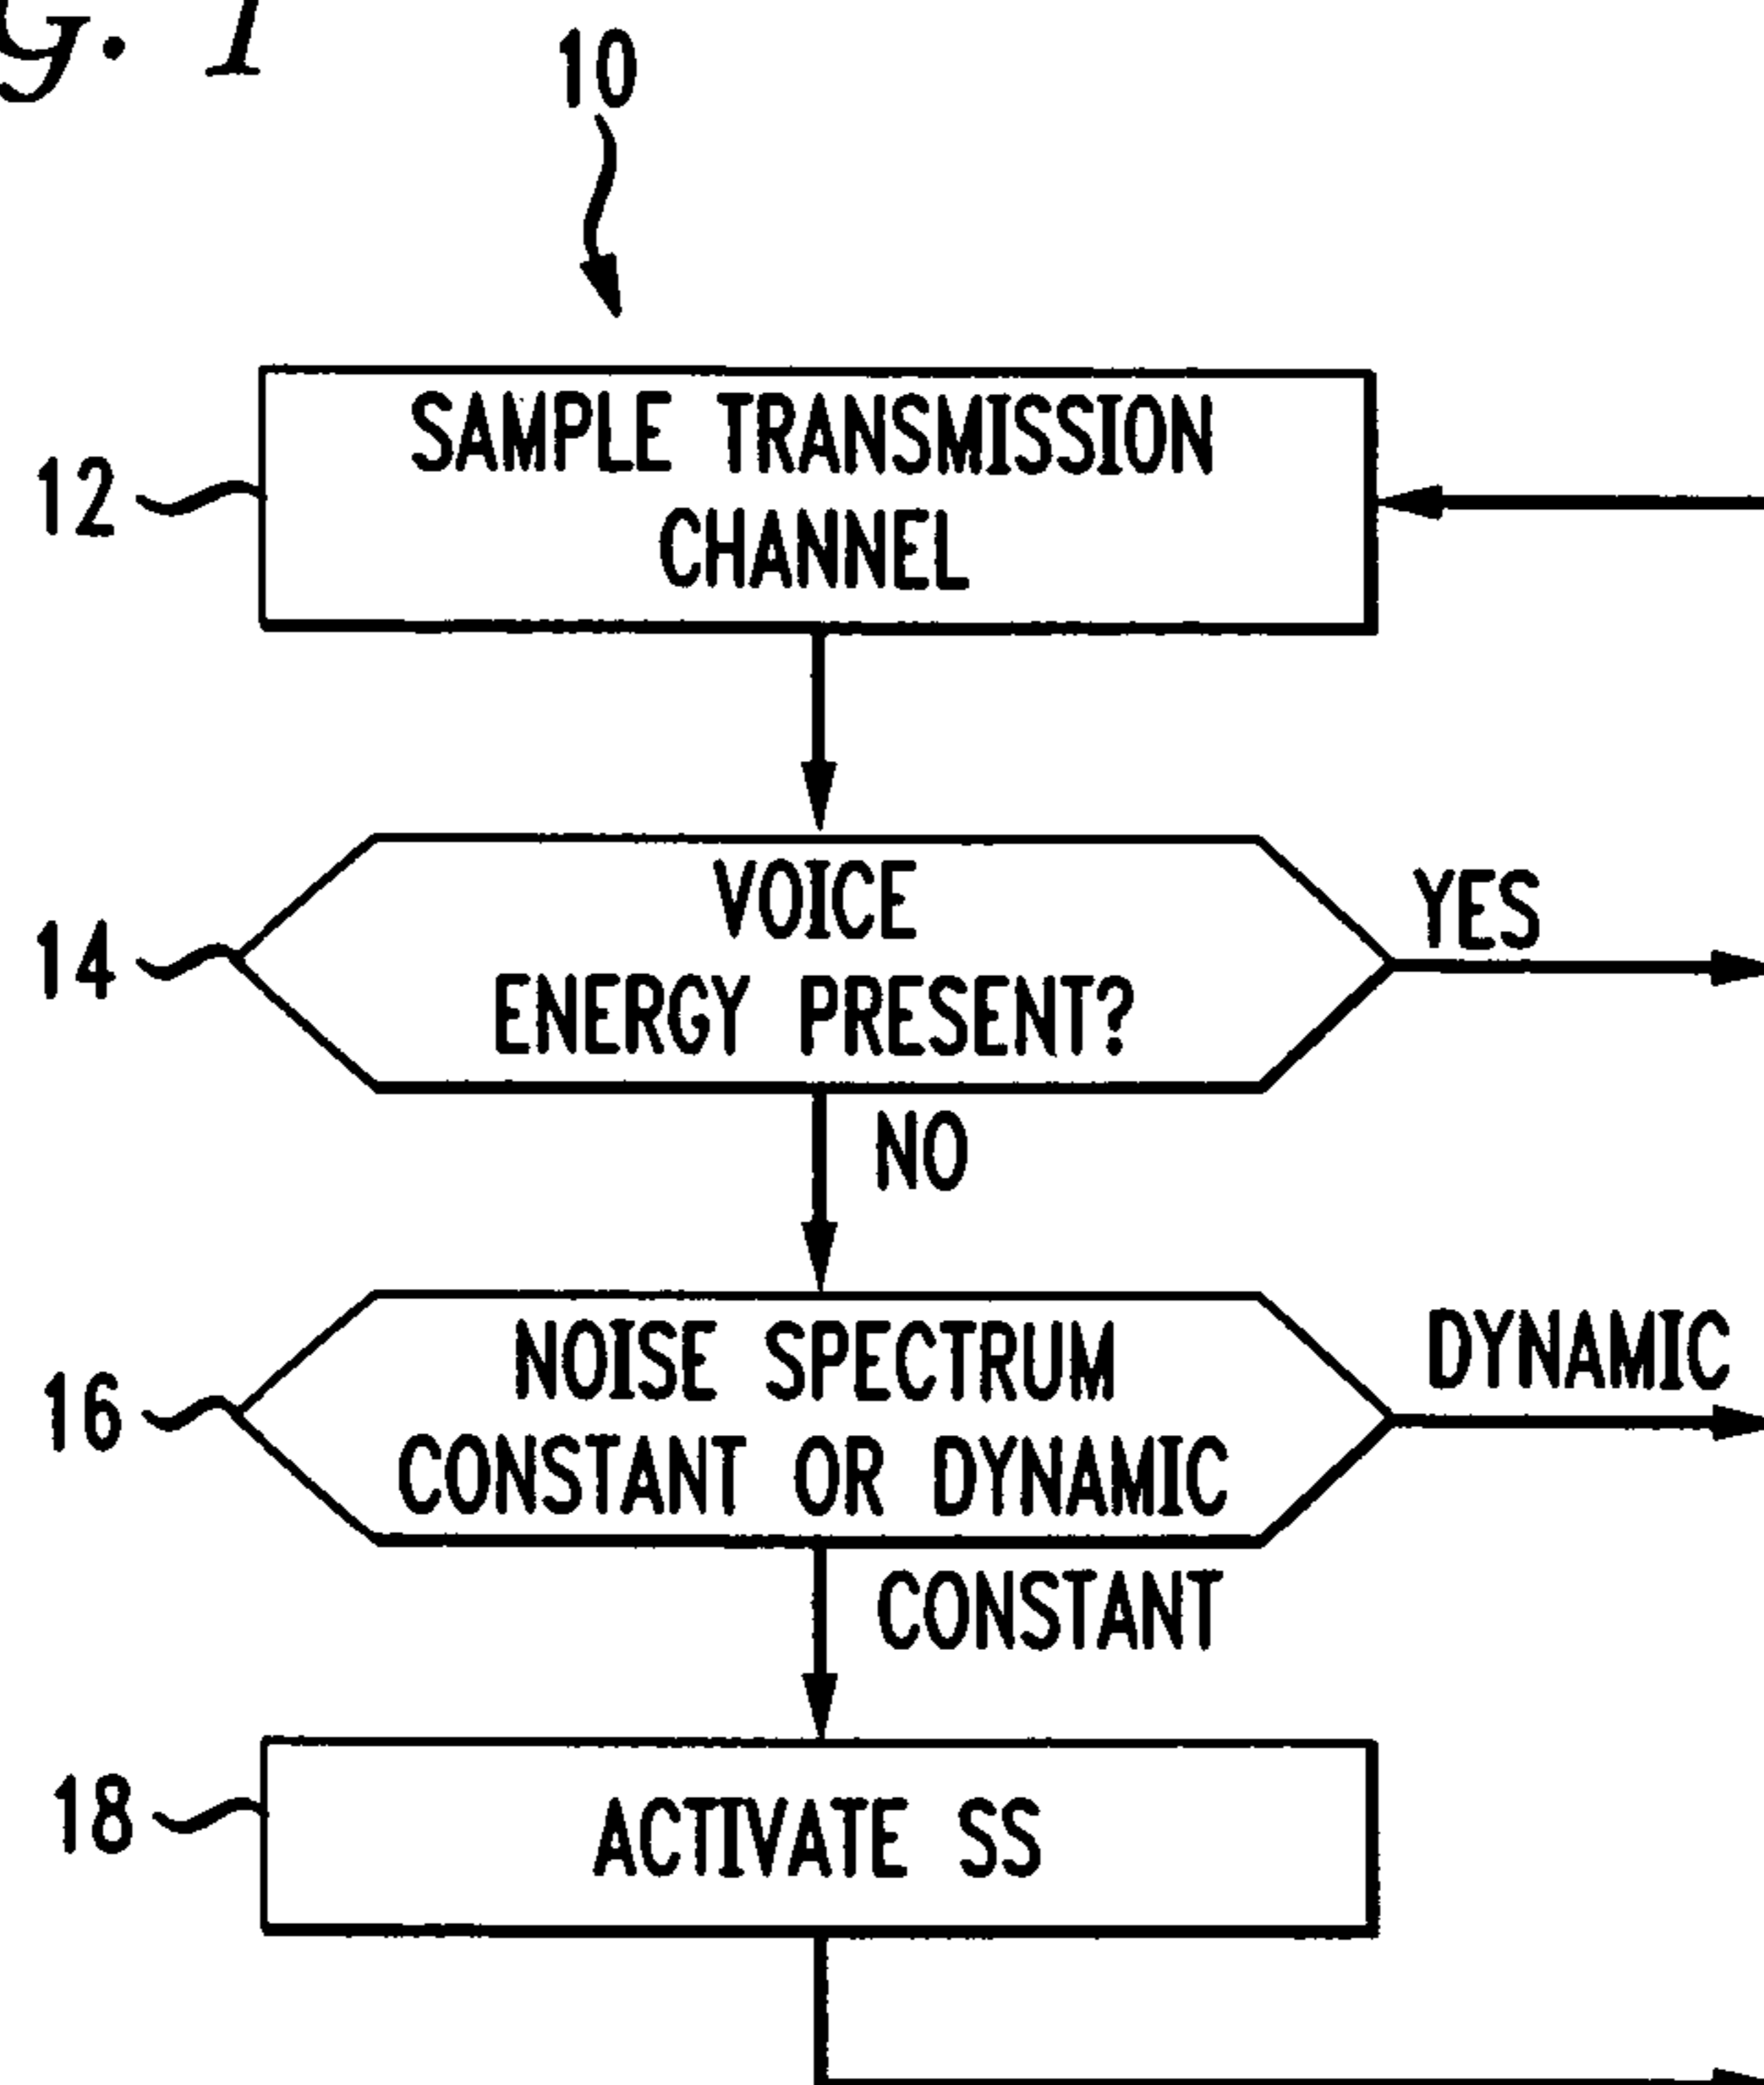 G. 1
10
SAMPLE TRANSMISSION
CHANNEL
12
VOICE
ENERGY PRESENT?
14
YES
NO
NOISE SPECTRUM
CONSTANT OR DYNAMIC
16
DYNAMIC
CONSTANT
ACTIVATE SS
18